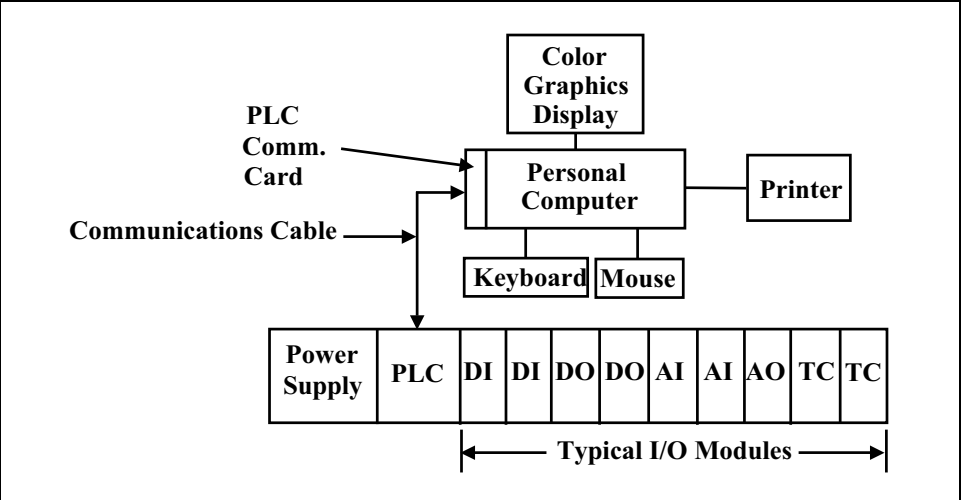 Color
Graphics
Display
PLC
Comm.
Card
Personal
Computer
Printer
Communications Cable
Keyboard
Mouse
Power
Supply
PLC
DI
DI
DO
DO
AI
AI
AO
TC
TC
Typical I/O Modules